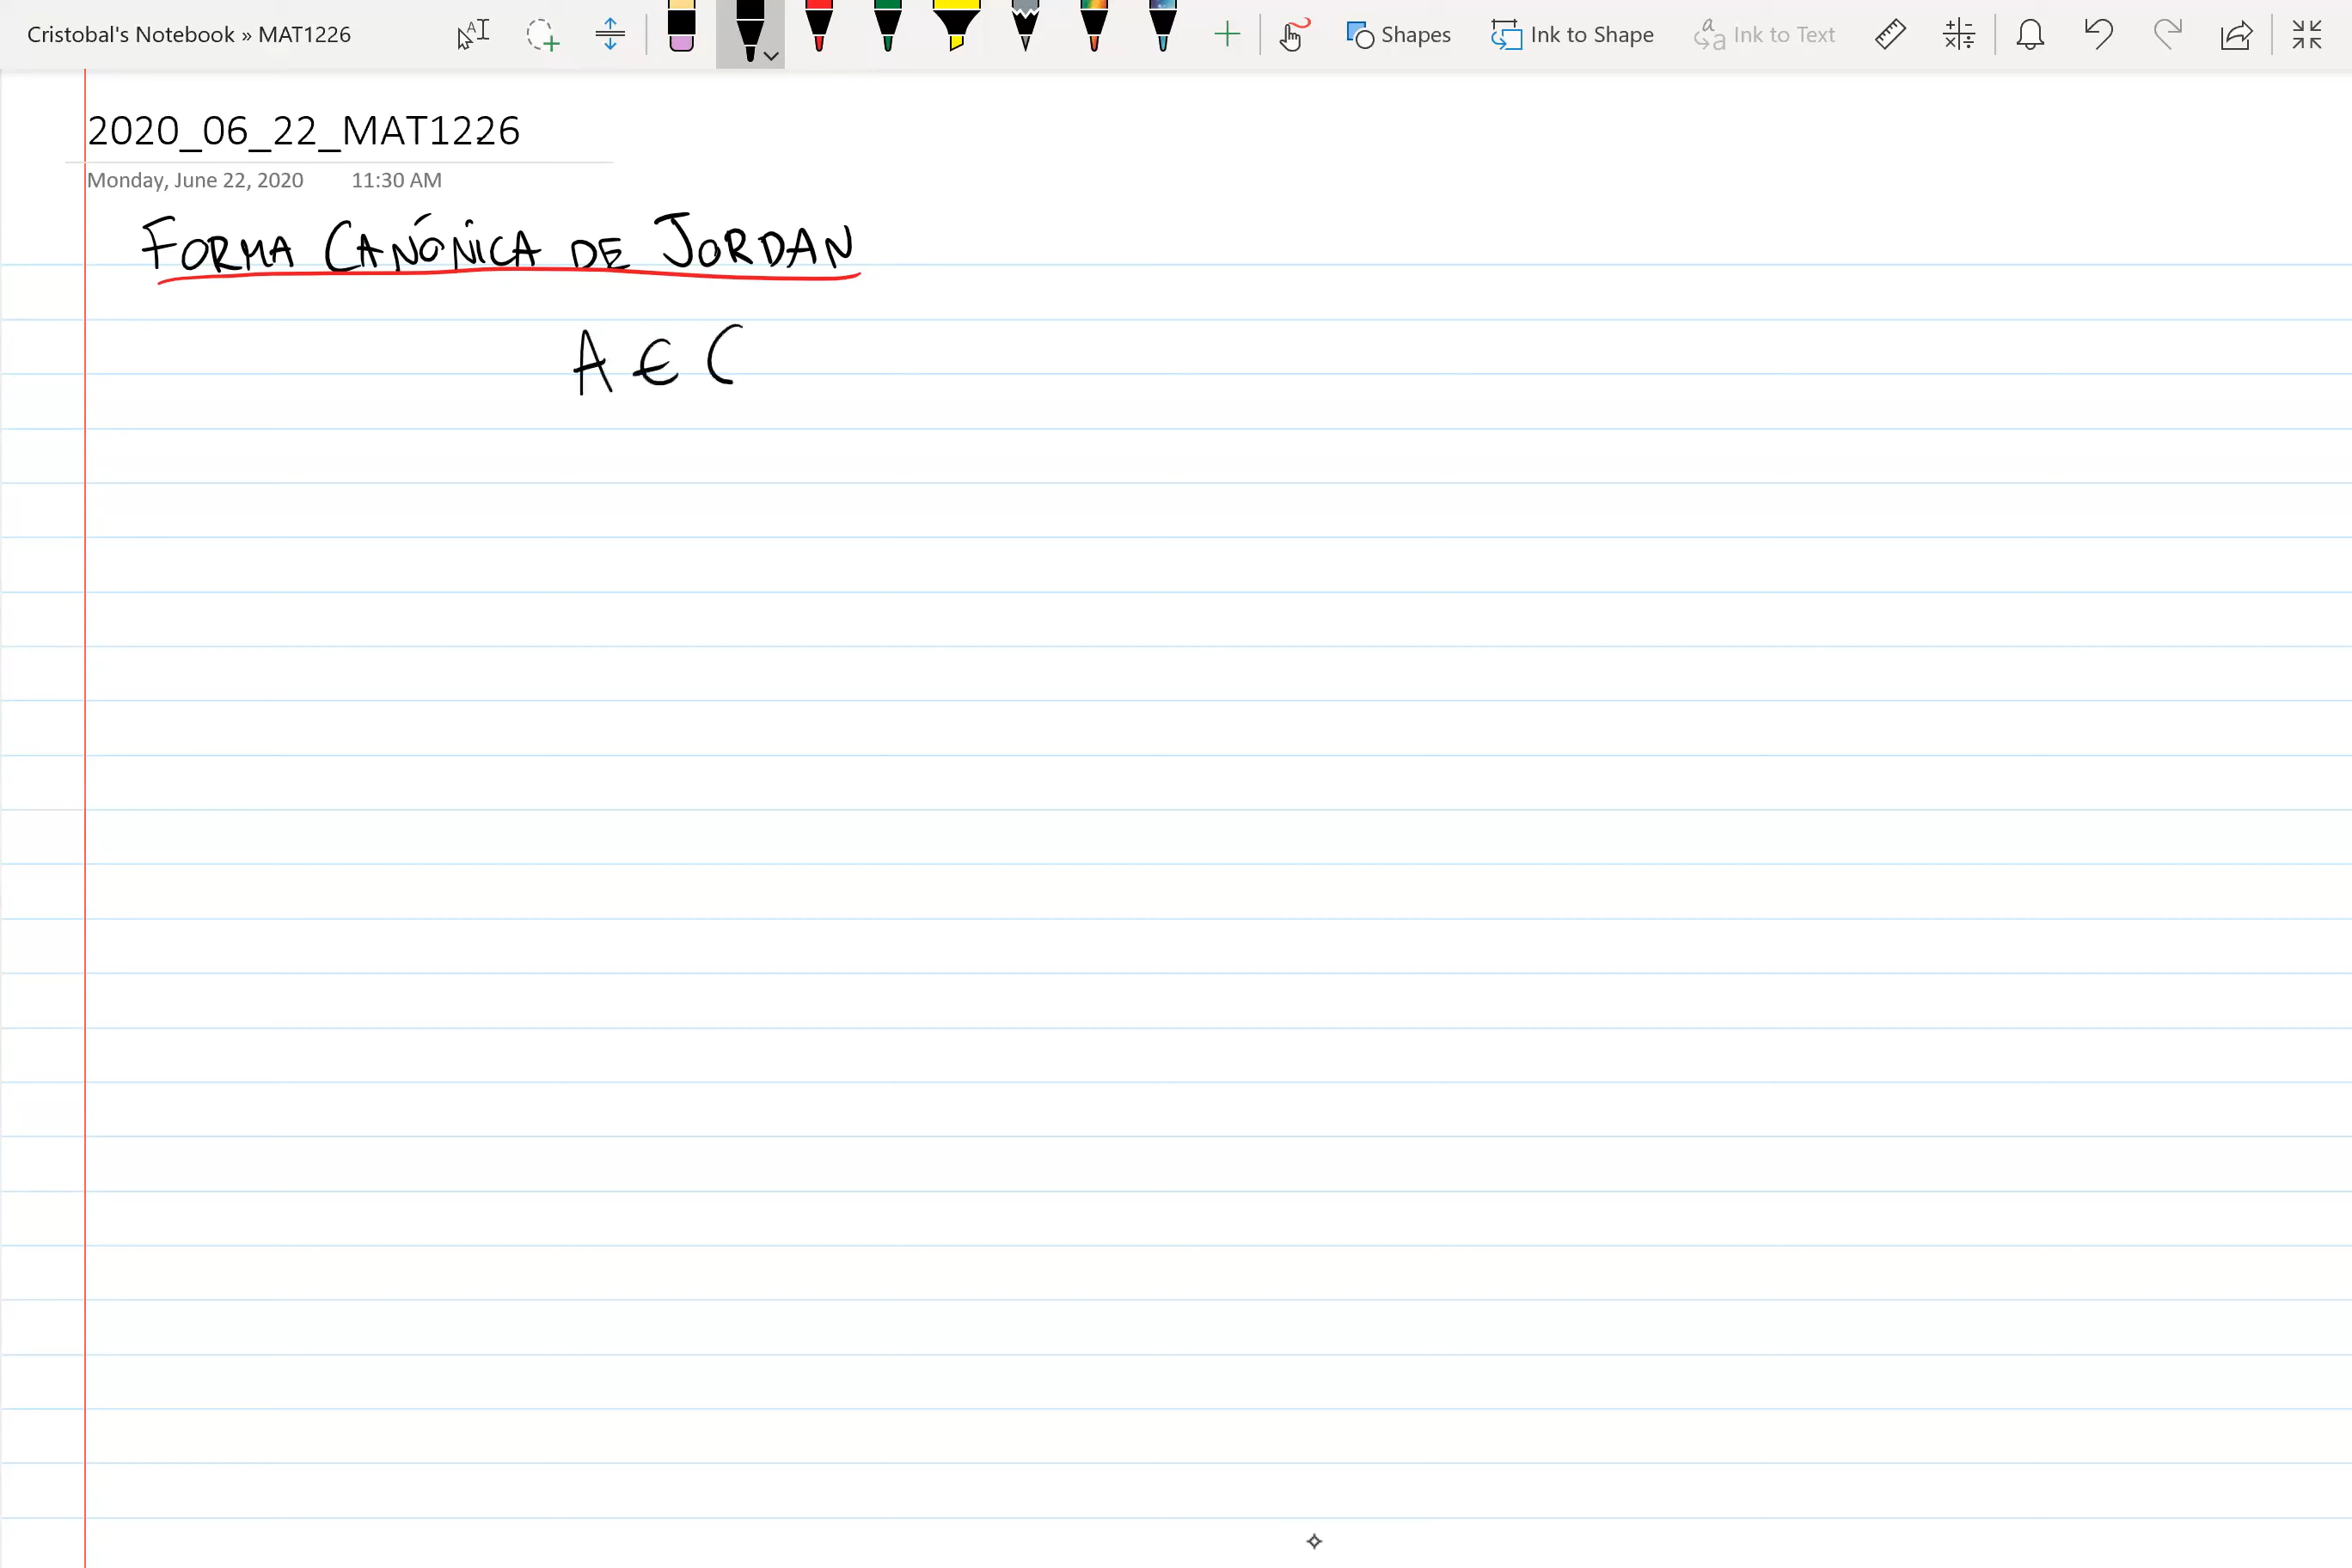 Cristobal's Notebook » MAT1226 Shapes Ink to Shape Ink to Text
2020_06_22_MAT1226
Monday, June 22, 2020 11:30 AM
FORMA CANÓNICA DE JORDAN
A ∈ C